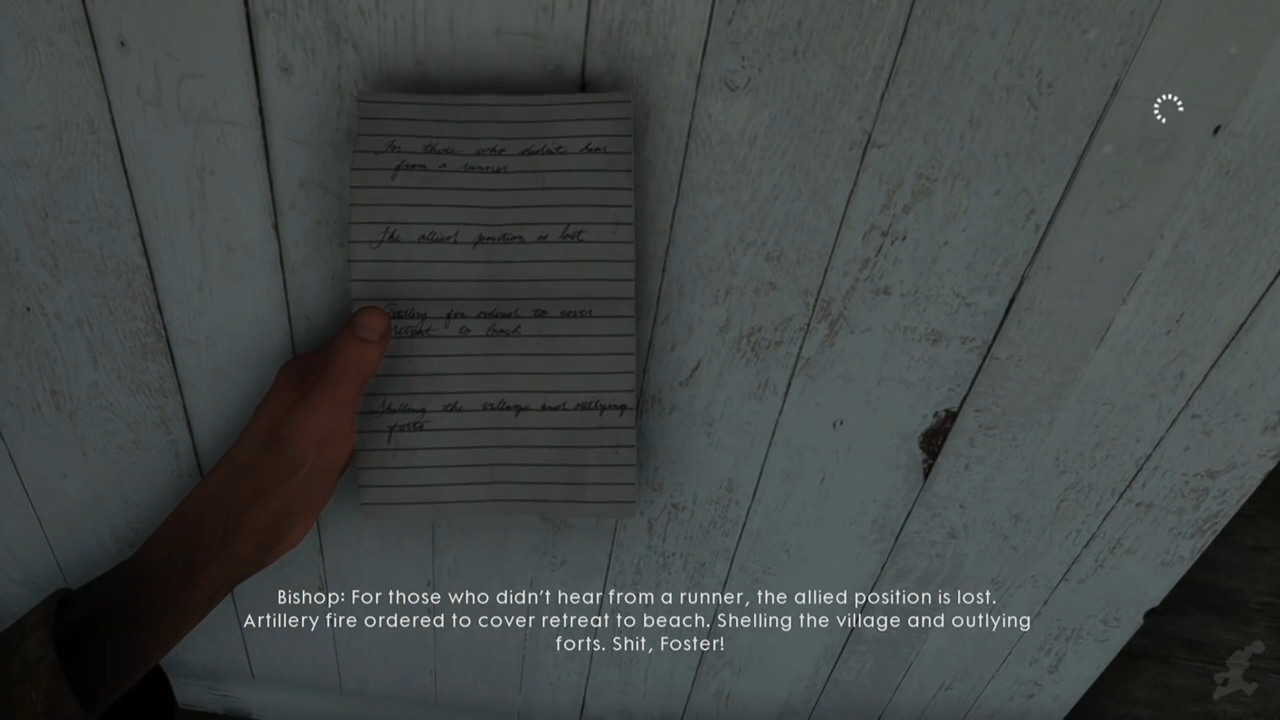 For those who didn't hear
from a runner
The allied position is lost
Artillery fire ordered to cover
retreat to beach
Shelling the village and outlying
forts
Bishop: For those who didn't hear from a runner, the allied position is lost.
Artillery fire ordered to cover retreat to beach. Shelling the village and outlying
forts. Shit, Foster!